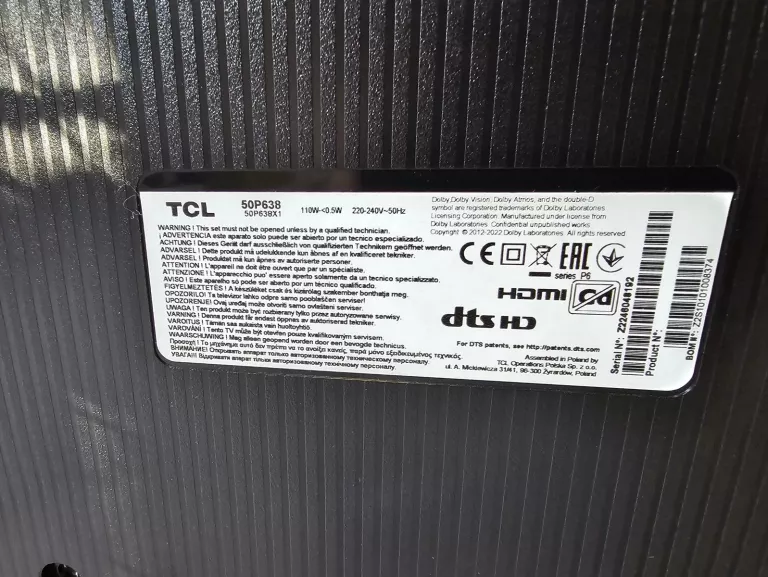 TCL
50P638
50P638X1
110W-<0.5W 220-240V~50Hz
Dolby,Dolby Vision, Dolby Atmos, and the double-D
symbol are registered trademarks of Dolby Laboratories
Licensing Corporation. Manufactured under license from
Dolby Laboratories. Confidential unpublished works.
Copyright © 2012-2022 Dolby Laboratories. All rights reserved.
WARNING ! This set must not be opened unless by a qualified technician.
¡ ADVERTENCIA este aparato solo puede ser abierto por un tecnico especializado.
ACHTUNG ! Dieses Gerät darf ausschließlich von qualifizierten Technikern geöffnet werden.
ADVARSEL ! Dette produkt må udelukkende kun åbnes af en kvalificeret tekniker.
ADVARSEL ! Produktet må kun åpnes av autoriserte personer.
ATTENTION ! L'appareil ne doit être ouvert que par un spécialiste.
ATTENZIONE ! L'apparecchio puo' essere aperto solamente da un tecnico specializzato.
AVISO ! Este aparelho só pode ser aberto por um técnico qualificado.
FIGYELMEZTETÉS ! A készüléket csak és kizárólag szakember bonthatja meg.
OPOZORILO! Ta televizor lahko odpre samo pooblaščen serviser!
UPOZORENJE! Ovaj uređaj može otvoriti samo ovlašteni serviser.
UWAGA ! Ten produkt może być rozbierany tylko przez autoryzowane serwisy.
VARNING ! Denna produkt får endast öppnas av auktoriserad tekniker.
VAROITUS ! Tämän saa aukaista vain huoltoyhtiö.
VAROVÁNÍ ! Tento TV může být otevřen pouze kvalifikovaným servisem.
WAARSCHUWING ! Mag alleen geopend worden door een bevoegde technicus.
Προσοχή ! Το μηχάνημα αυτό δεν πρέπει να το ανοίξει κανείς, παρά μόνο εξειδικευμένος τεχνικός.
ВНИМАНИЕ! Открывать аппарат только авторизованному техническому персоналу.
УВАГА!!! Відкривати апарат тільки авторизованому технічному персоналу.
CE EAC
series P6
HDMI
dts HD
For DTS patents, see http://patents.dts.com
Assembled in Poland by
TCL Operations Polska Sp. z o.o.
ul. A. Mickiewicza 31/41, 96-300 Żyrardów, Poland
Serial N°: Z2246046192
Product N°:
BOM #: Z2S10101008374